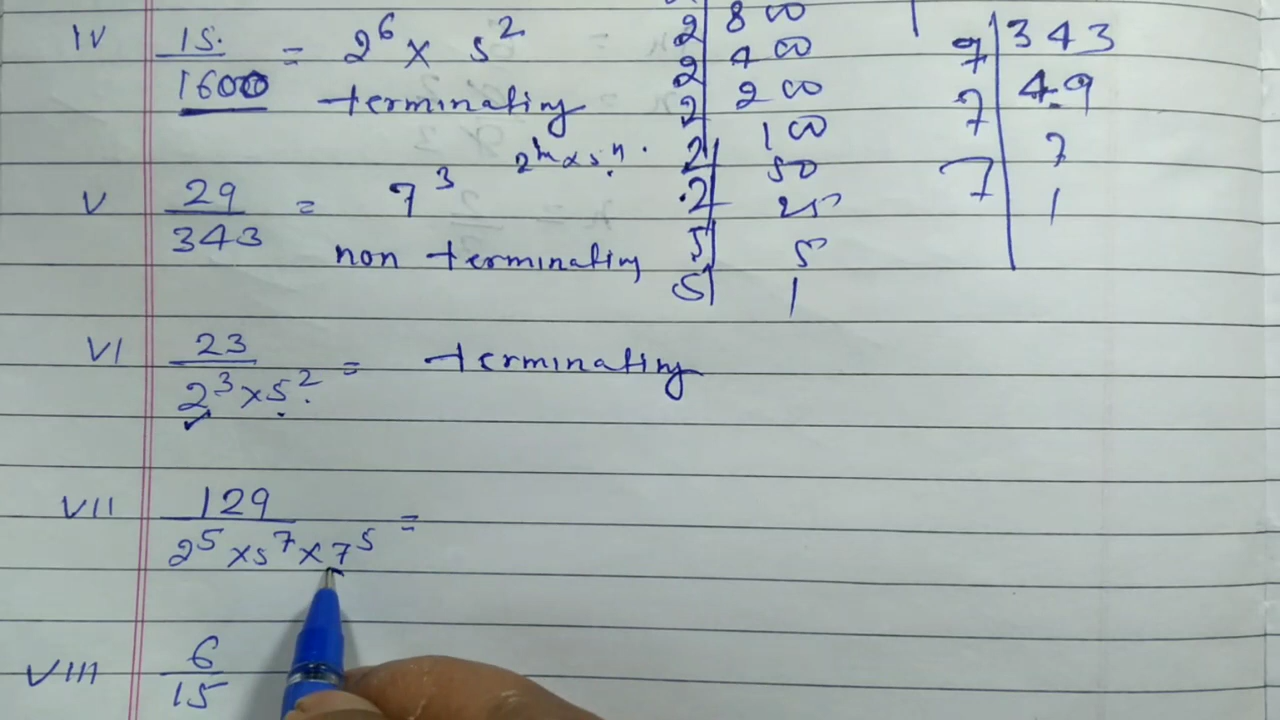 IV 15. / 1600 = 2^6 × 5^2
terminating
2^m × 5^n .
V 29 / 343 = 7^3
non terminating
VI 23 / 2^3 × 5^2 = terminating
VII 129 / 2^5 × 5^7 × 7^5 =
VIII 6 / 15
2 | 800
2 | 400
2 | 200
2 | 100
2 | 50
2 | 25
5 | 5
5 | 1
7 | 343
7 | 49
7 | 7
1